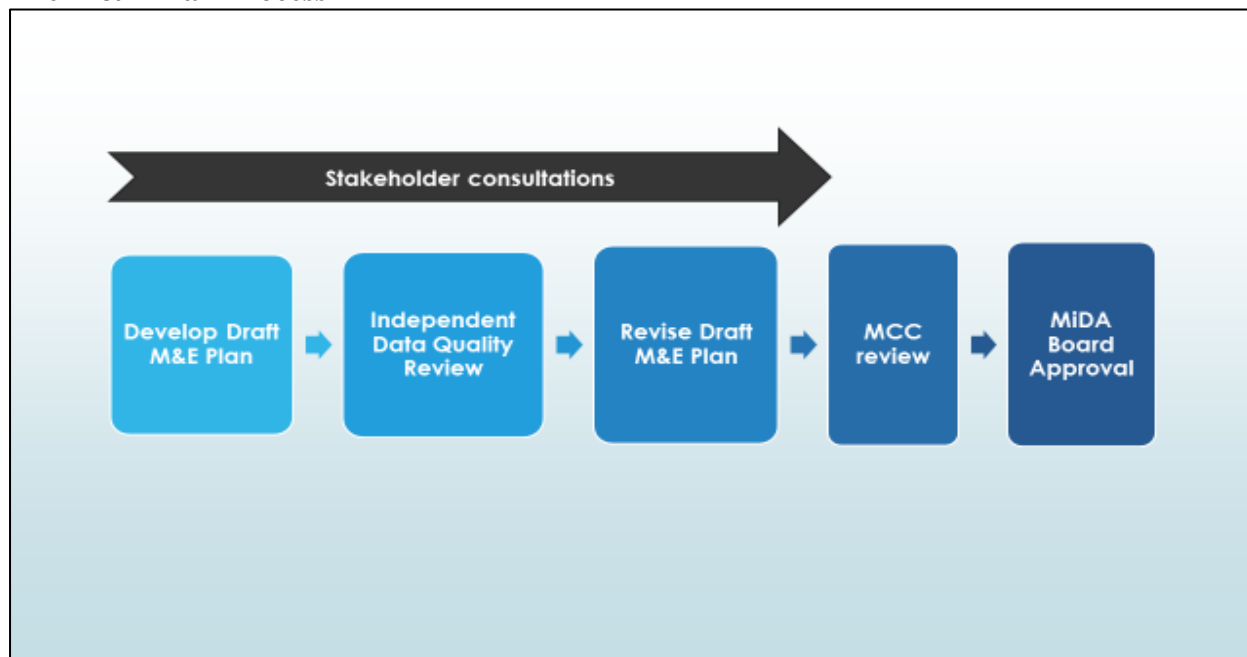 Stakeholder consultations
Develop Draft
M&E Plan
Independent
Data Quality
Review
Revise Draft
M&E Plan
MCC
review
MiDA
Board
Approval